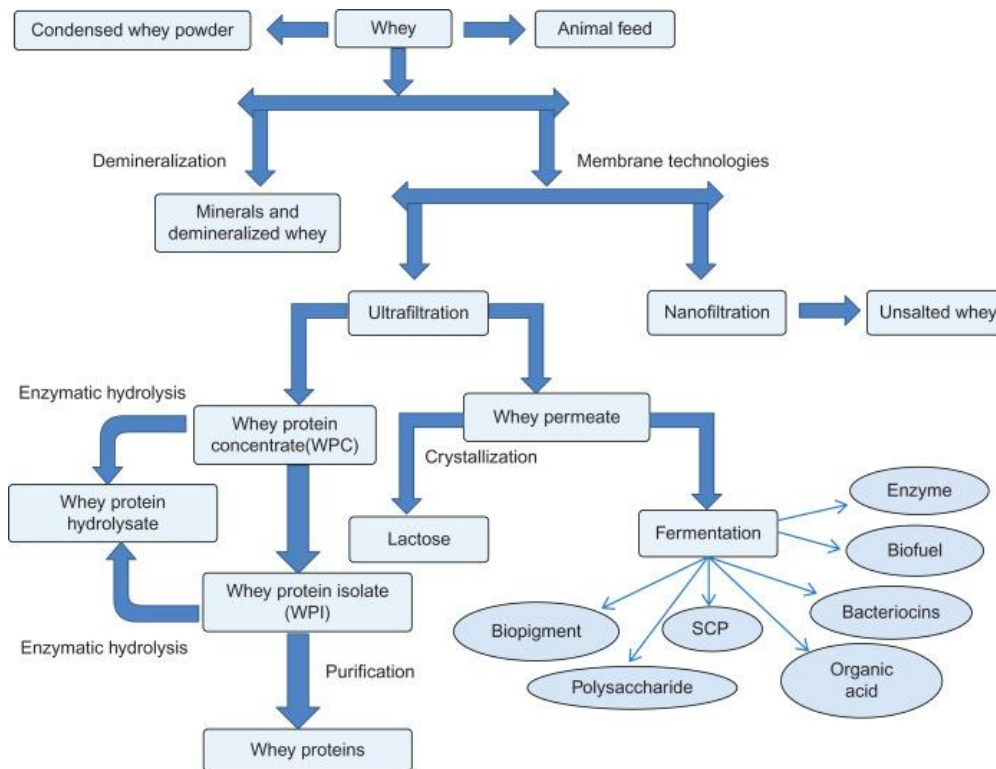 Condensed whey powder
Whey
Animal feed
Demineralization
Membrane technologies
Minerals and
demineralized whey
Ultrafiltration
Nanofiltration
Unsalted whey
Enzymatic hydrolysis
Whey protein
concentrate(WPC)
Whey permeate
Crystallization
Whey protein
hydrolysate
Lactose
Fermentation
Enzyme
Biofuel
Bacteriocins
Organic
acid
SCP
Polysaccharide
Biopigment
Whey protein isolate
(WPI)
Enzymatic hydrolysis
Purification
Whey proteins